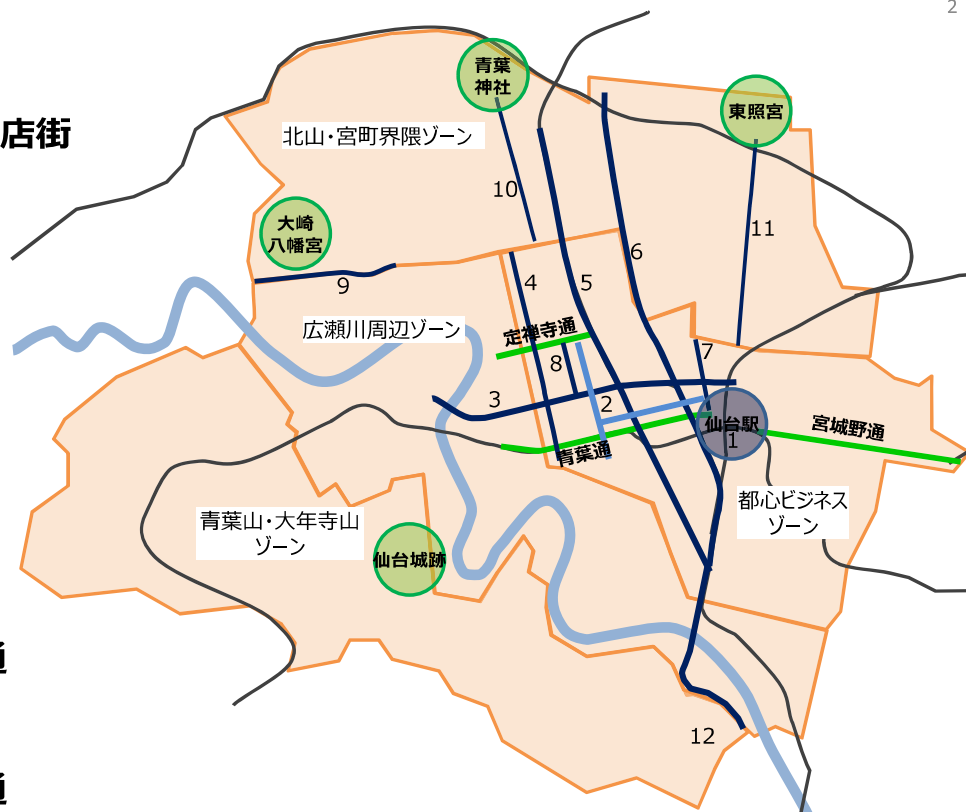 2
青葉
神社
東照宮
店街
北山・宮町界隈ゾーン
10
大崎
八幡宮
11
6
4
5
9
広瀬川周辺ゾーン
定禅寺通
7
8
3
2
仙台駅
1
宮城野通
青葉通
都心ビジネス
ゾーン
青葉山・大年寺山
ゾーン
仙台城跡
通
12
通